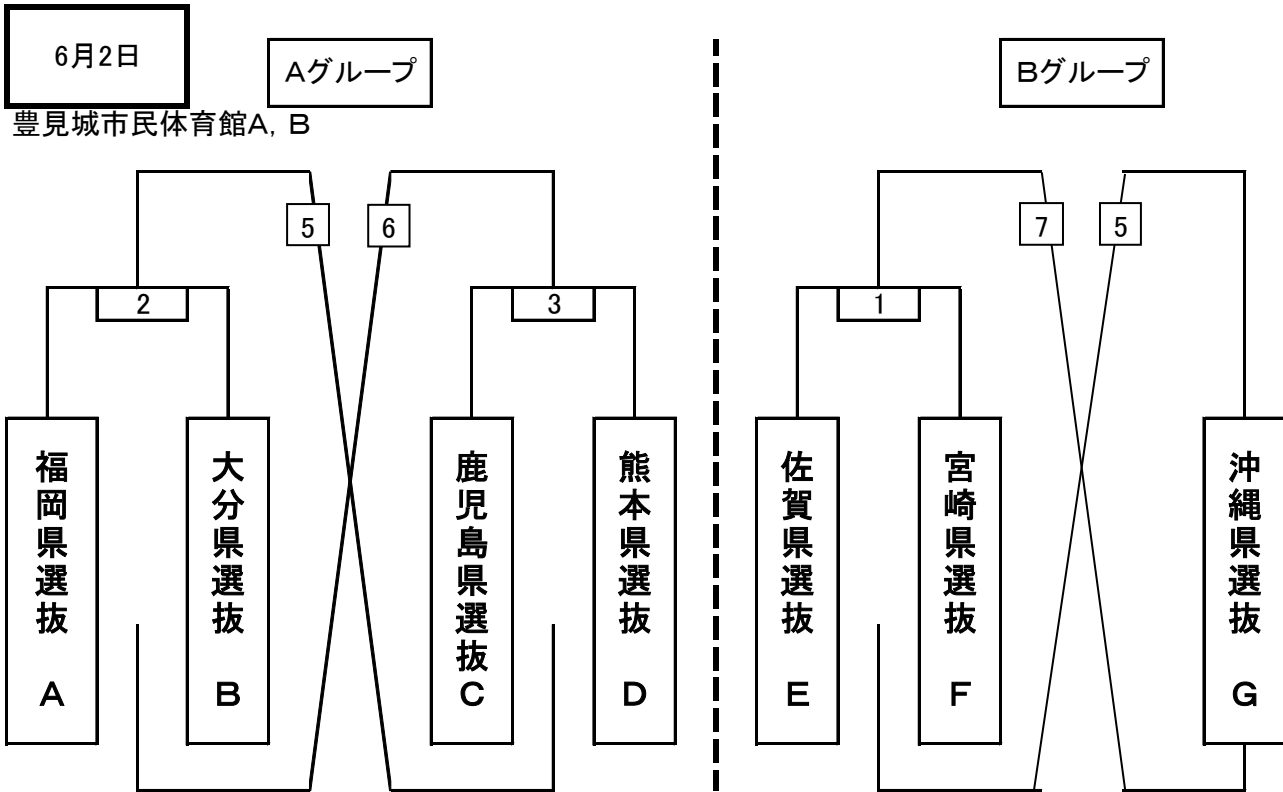 6月2日
Aグループ
Bグループ
豊見城市民体育館A, B
5
6
7
5
2
3
1
福岡県選抜 A
大分県選抜 B
鹿児島県選抜 C
熊本県選抜 D
佐賀県選抜 E
宮崎県選抜 F
沖縄県選抜 G